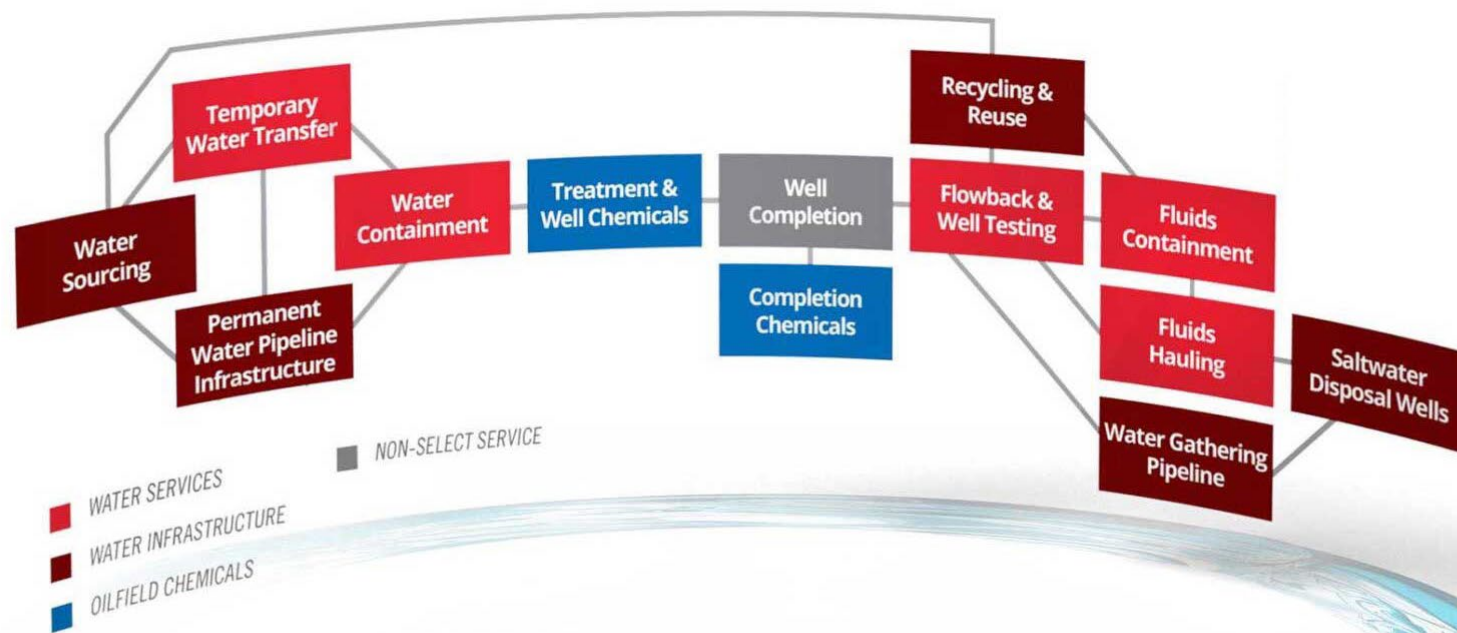 Recycling &
Reuse
Temporary
Water Transfer
Water
Sourcing
Permanent
Water Pipeline
Infrastructure
Water
Containment
Treatment &
Well Chemicals
Well
Completion
Completion
Chemicals
Flowback &
Well Testing
Fluids
Containment
Fluids
Hauling
Water Gathering
Pipeline
Saltwater
Disposal Wells
NON-SELECT SERVICE
WATER SERVICES
WATER INFRASTRUCTURE
OILFIELD CHEMICALS